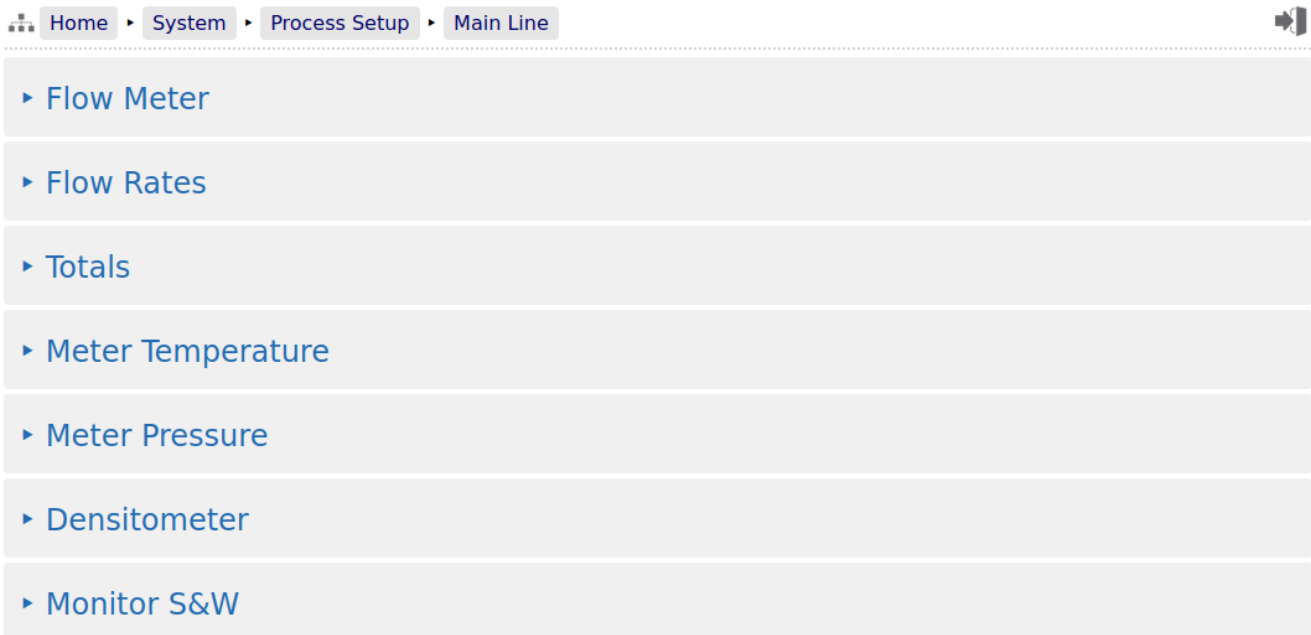 Home ‣ System ‣ Process Setup ‣ Main Line
‣ Flow Meter
‣ Flow Rates
‣ Totals
‣ Meter Temperature
‣ Meter Pressure
‣ Densitometer
‣ Monitor S&W